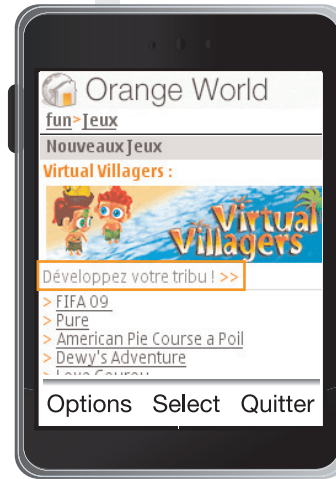 Orange World
fun>Jeux
Nouveaux Jeux
Virtual Villagers :
Virtual
Villagers
Développez votre tribu ! >>
> FIFA 09
> Pure
> American Pie Course a Poil
> Dewy's Adventure
>
Options Select Quitter